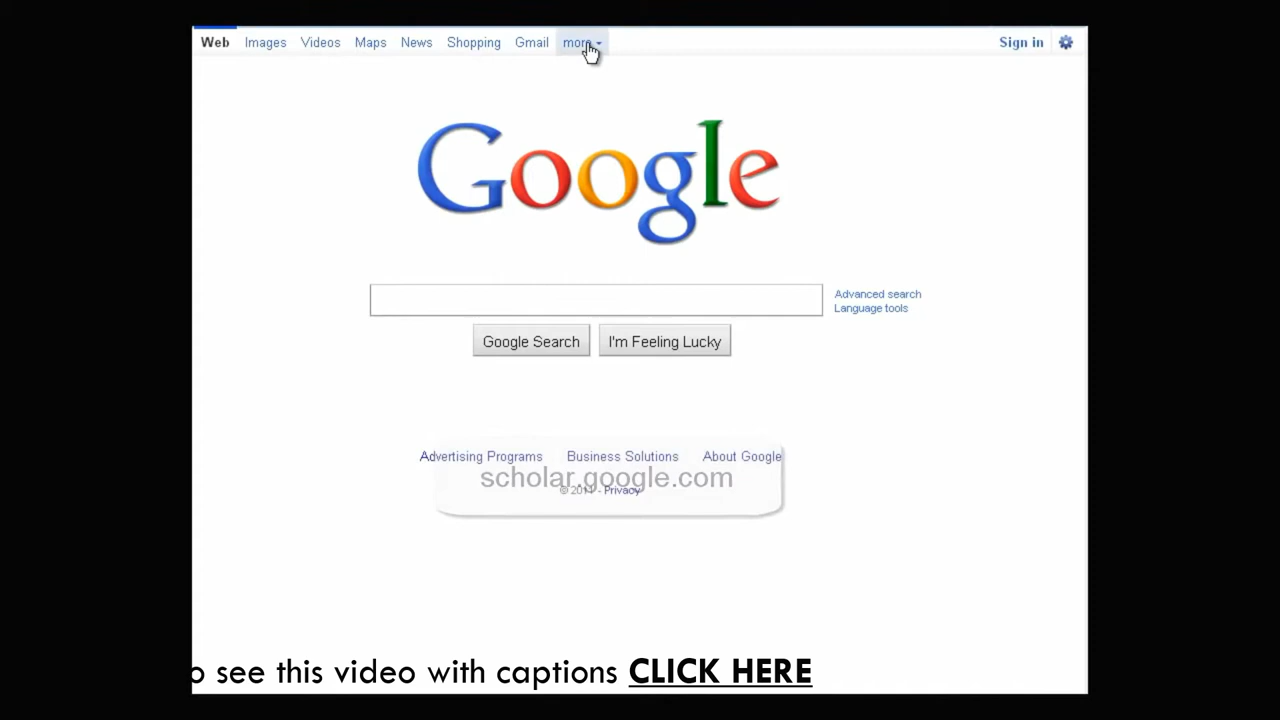 Web Images Videos Maps News Shopping Gmail more Sign in
Google
Advanced search
Language tools
Google Search I'm Feeling Lucky
Advertising Programs Business Solutions About Google
scholar.google.com
© 2011 - Privacy
see this video with captions CLICK HERE